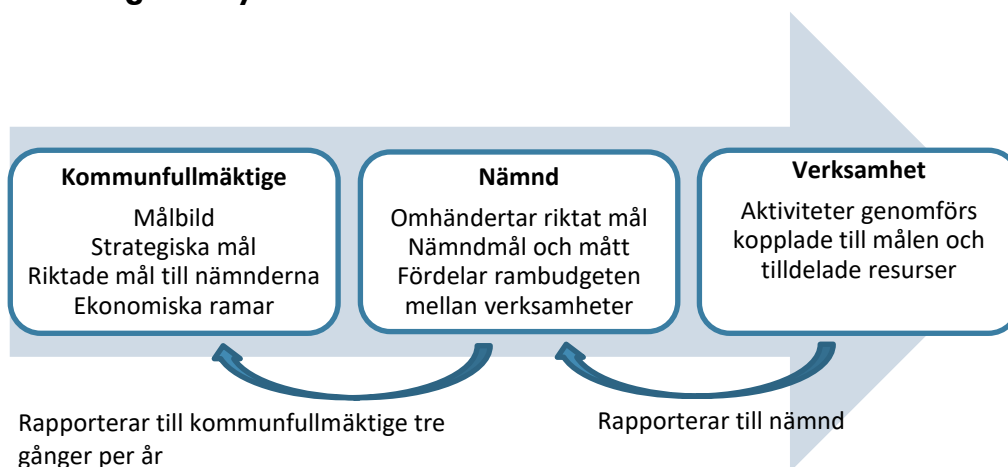 Kommunfullmäktige
Målbild
Strategiska mål
Riktade mål till nämnderna
Ekonomiska ramar
Nämnd
Omhändertar riktat mål
Nämndmål och mått
Fördelar rambudgeten
mellan verksamheter
Verksamhet
Aktiviteter genomförs
kopplade till målen och
tilldelade resurser
Rapporterar till kommunfullmäktige tre
gånger per år
Rapporterar till nämnd